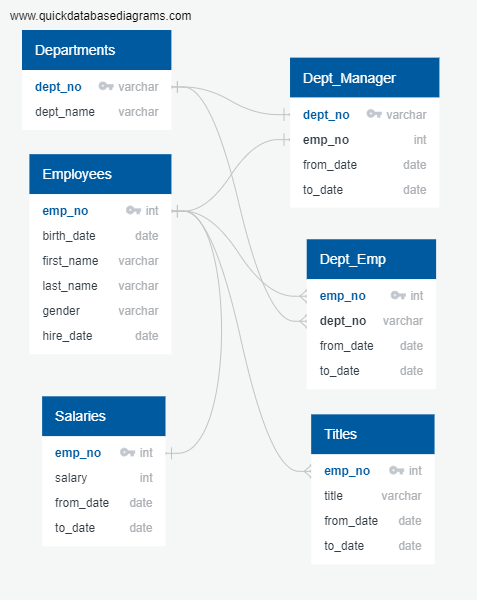 www.quickdatabasediagrams.com
Departments
dept_no varchar
dept_name varchar
Employees
emp_no int
birth_date date
first_name varchar
last_name varchar
gender varchar
hire_date date
Salaries
emp_no int
salary int
from_date date
to_date date
Dept_Manager
dept_no varchar
emp_no int
from_date date
to_date date
Dept_Emp
emp_no int
dept_no varchar
from_date date
to_date date
Titles
emp_no int
title varchar
from_date date
to_date date